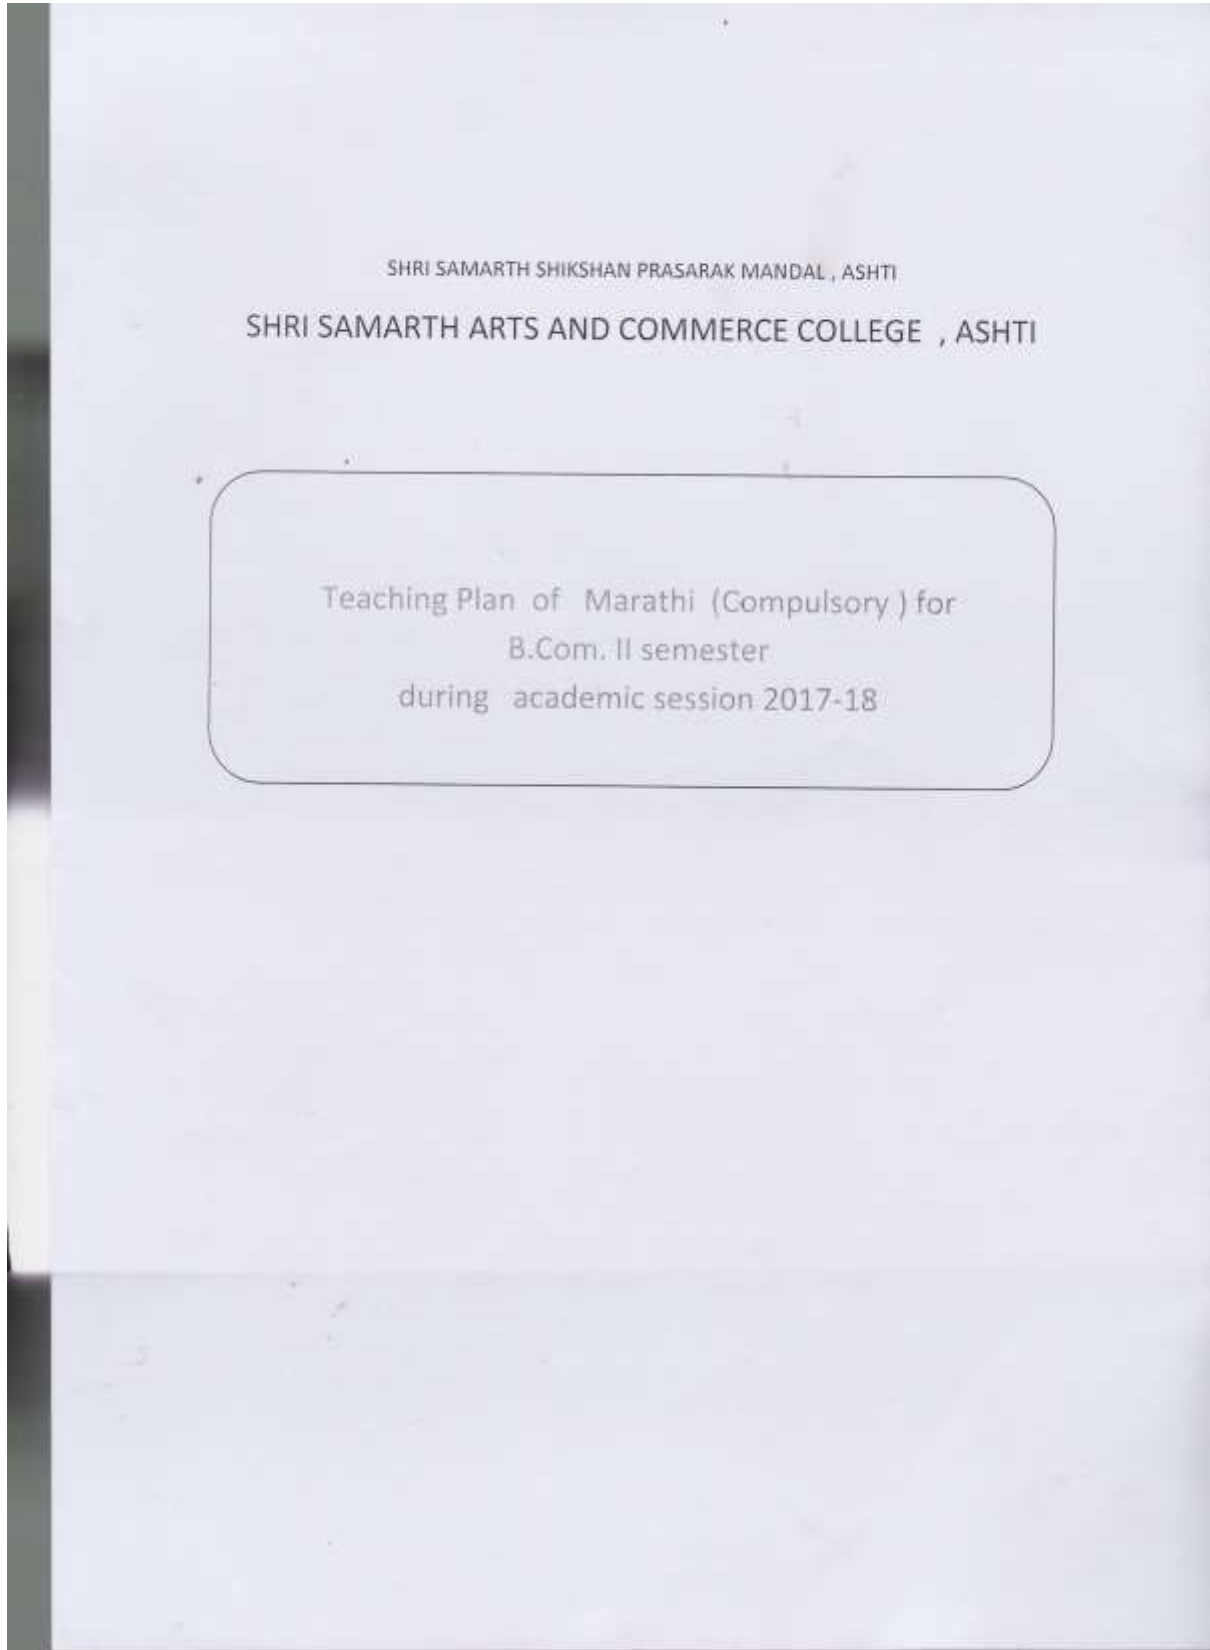 SHRI SAMARTH SHIKSHAN PRASARAK MANDAL , ASHTI
SHRI SAMARTH ARTS AND COMMERCE COLLEGE , ASHTI
Teaching Plan of Marathi (Compulsory ) for
B.Com. II semester
during academic session 2017-18